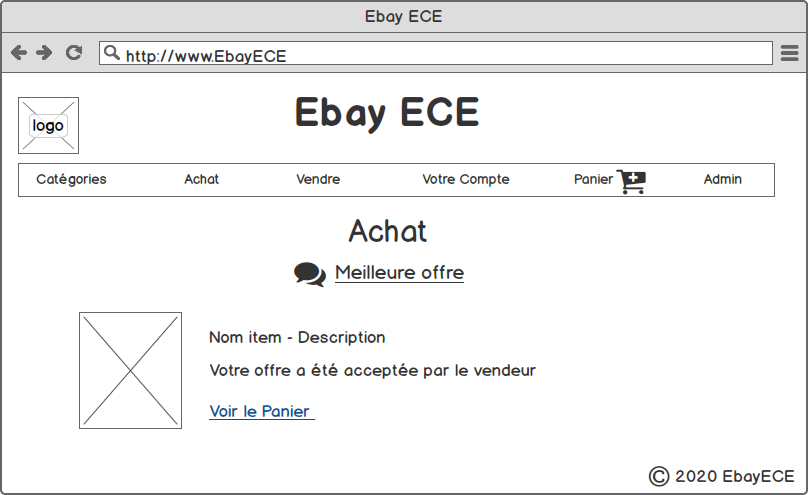 Ebay ECE
http://www.EbayECE
logo
Ebay ECE
Catégories Achat Vendre Votre Compte Panier Admin
Achat
Meilleure offre
Nom item - Description
Votre offre a été acceptée par le vendeur
Voir le Panier
© 2020 EbayECE